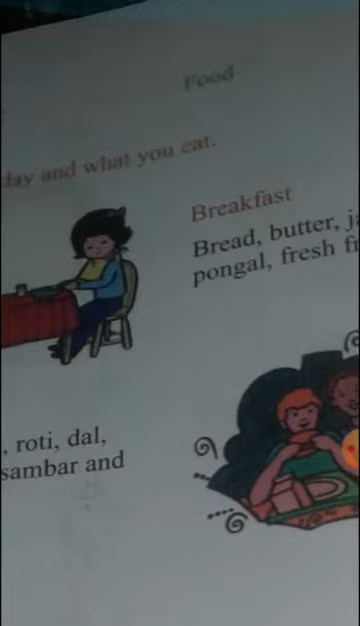 Food
day and what you eat.
Breakfast
Bread, butter,
pongal, fresh
, roti, dal,
sambar and